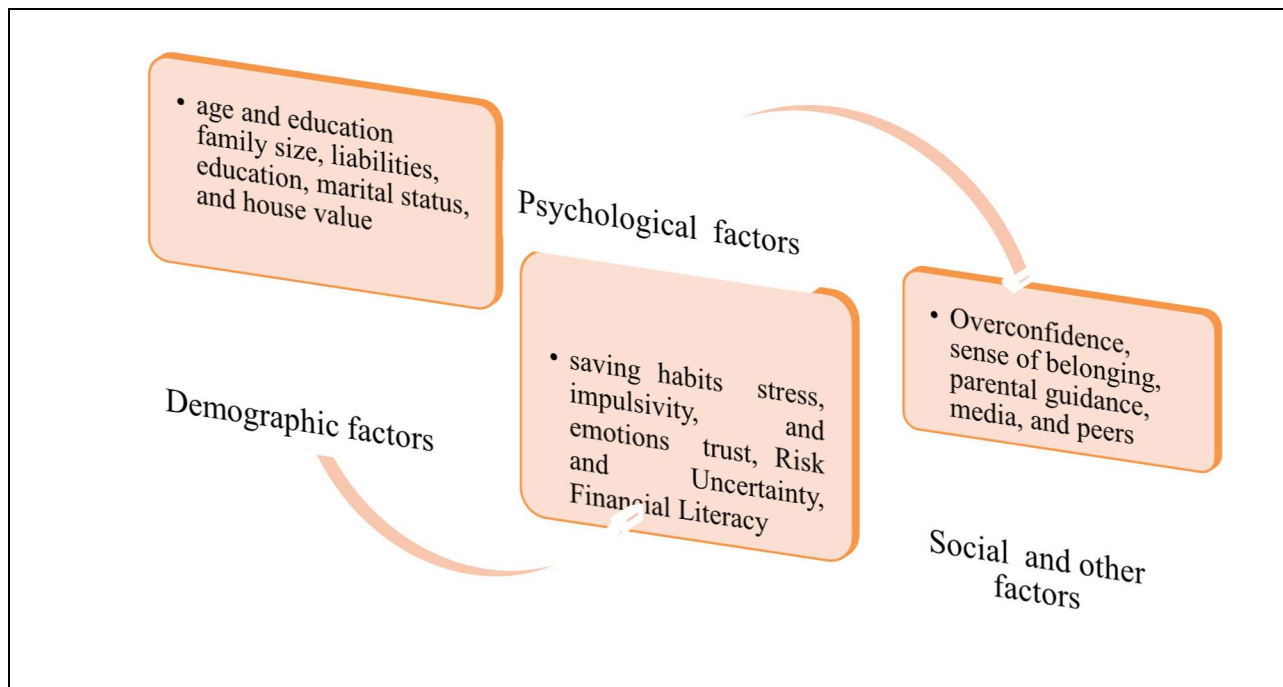 • age and education
family size, liabilities,
education, marital status,
and house value
Demographic factors
Psychological factors
• saving habits stress,
impulsivity, and
emotions trust, Risk
and Uncertainty,
Financial Literacy
• Overconfidence,
sense of belonging,
parental guidance,
media, and peers
Social and other
factors